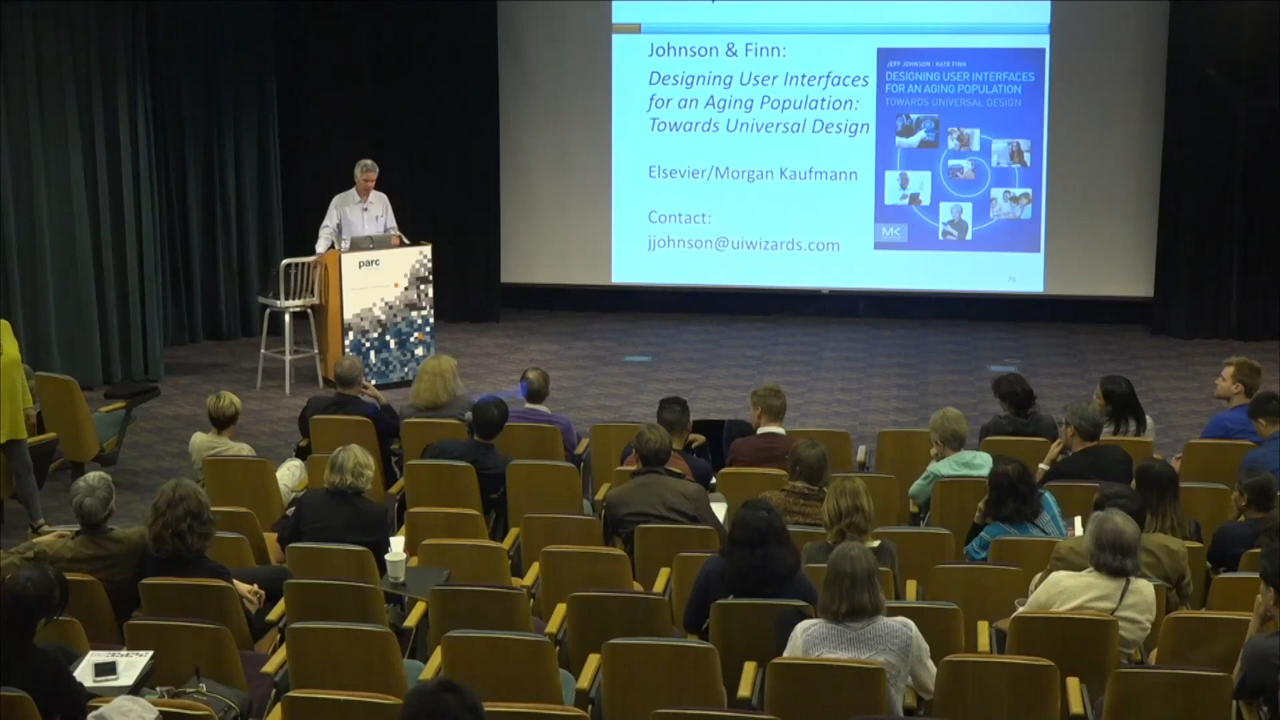 Johnson & Finn:
Designing User Interfaces
for an Aging Population:
Towards Universal Design
Elsevier/Morgan Kaufmann
Contact:
jjohnson@uiwizards.com
JEFF JOHNSON | KATE FINN
DESIGNING USER INTERFACES
FOR AN AGING POPULATION
TOWARDS UNIVERSAL DESIGN
MK
parc